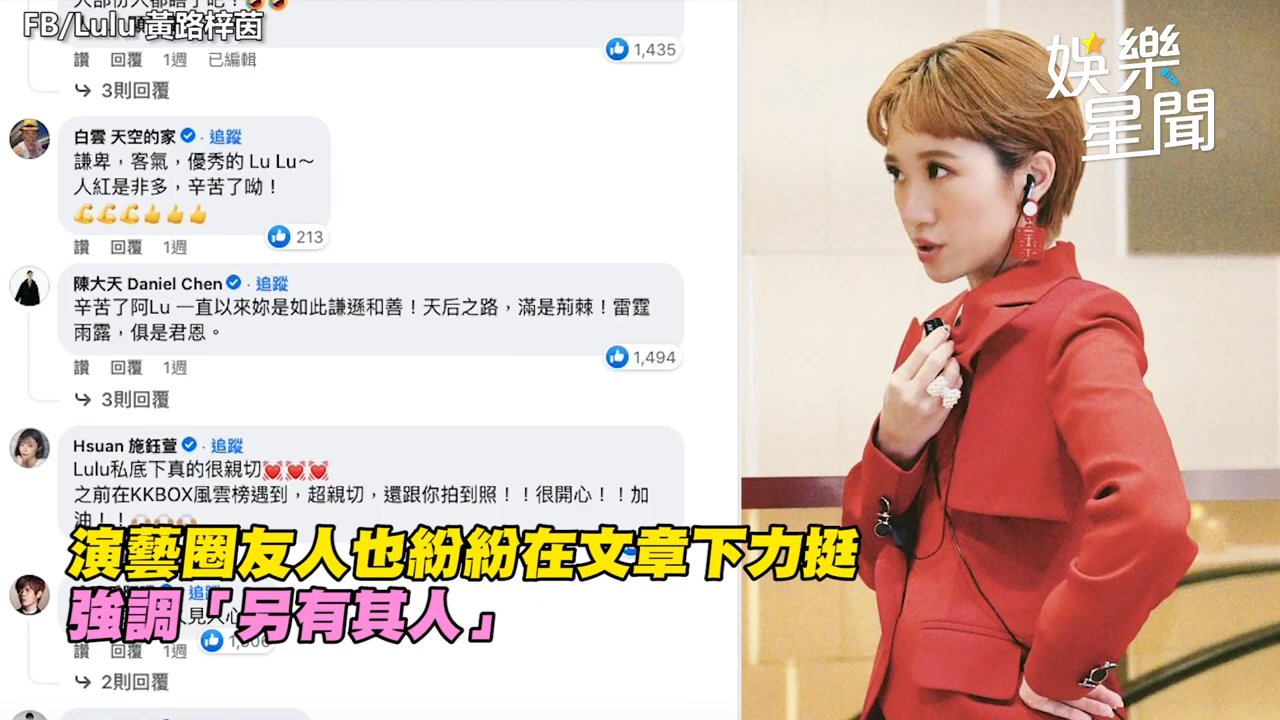 FB/Lulu 黃路梓茵
讚 回覆 1週 已編輯
1,435
3則回覆
白雲 天空的家 · 追蹤
謙卑，客氣，優秀的 Lu Lu～
人紅是非多，辛苦了呦！
213
讚 回覆 1週
陳大天 Daniel Chen · 追蹤
辛苦了阿Lu 一直以來妳是如此謙遜和善！天后之路，滿是荊棘！雷霆
雨露，俱是君恩。
1,494
讚 回覆 1週
3則回覆
Hsuan 施鈺萱 · 追蹤
Lulu私底下真的很親切
之前在KKBOX風雲榜遇到，超親切，還跟你拍到照！！很開心！！加
油！！
演藝圈友人也紛紛在文章下力挺
強調「另有其人」
讚 回覆 1週
2則回覆
娛樂
星聞